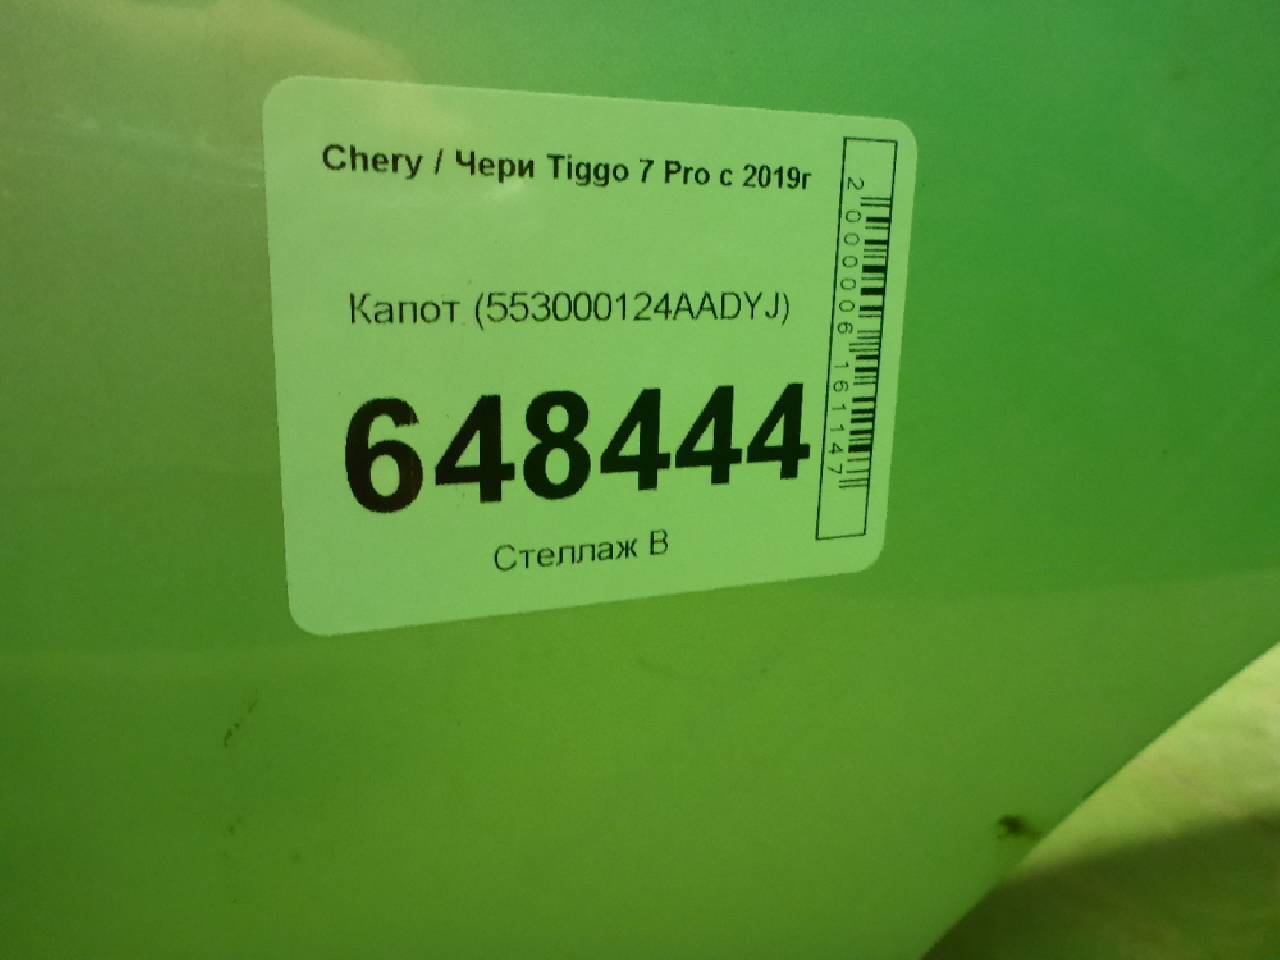 Chery / Чери Tiggo 7 Pro с 2019г
Капот (553000124AADYJ)
648444
Стеллаж В
2000006161147